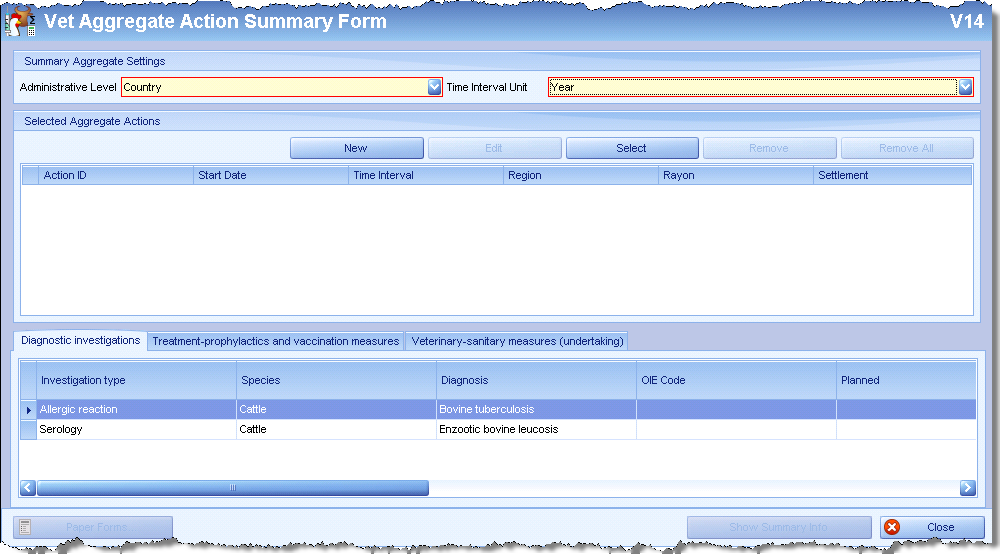 Vet Aggregate Action Summary Form V14
Summary Aggregate Settings
Administrative Level Country Time Interval Unit Year
Selected Aggregate Actions
New Edit Select Remove Remove All
Action ID Start Date Time Interval Region Rayon Settlement
Diagnostic investigations Treatment-prophylactics and vaccination measures Veterinary-sanitary measures (undertaking)
Investigation type Species Diagnosis OIE Code Planned
Allergic reaction Cattle Bovine tuberculosis
Serology Cattle Enzootic bovine leucosis
Paper Forms... Show Summary Info Close